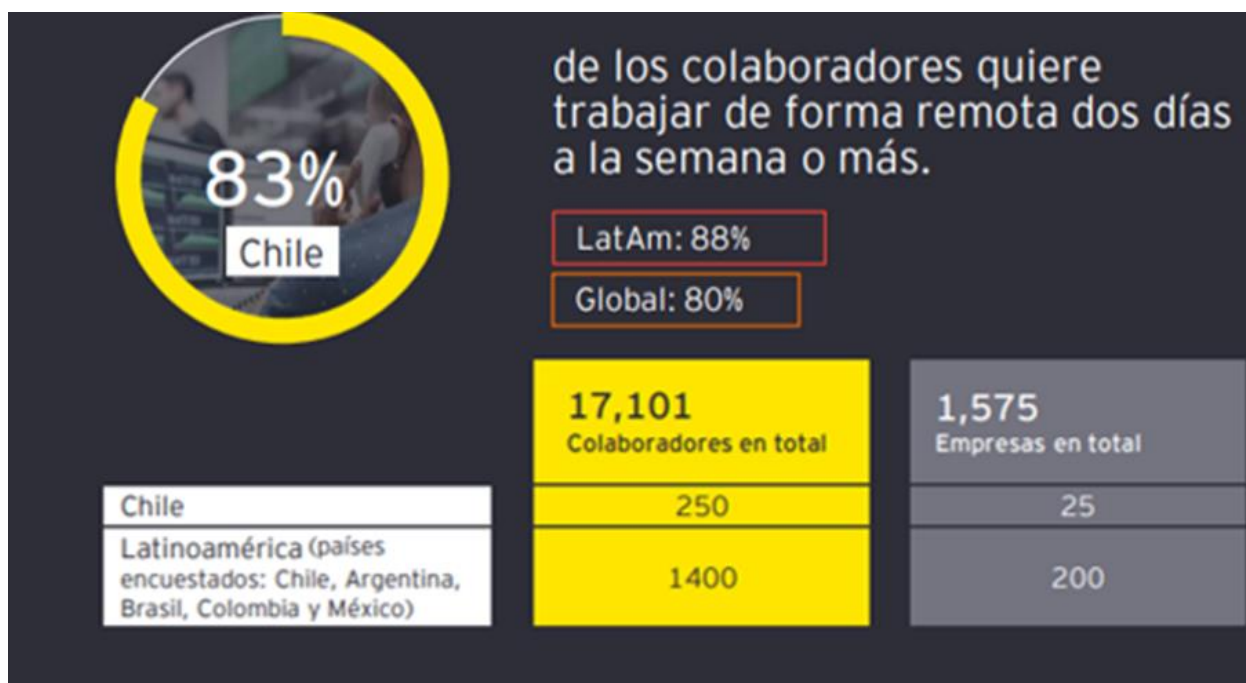 83%
Chile
de los colaboradores quiere
trabajar de forma remota dos días
a la semana o más.
LatAm: 88%
Global: 80%
17,101
Colaboradores en total
1,575
Empresas en total
Chile
250
25
Latinoamérica (países
encuestados: Chile, Argentina,
Brasil, Colombia y México)
1400
200